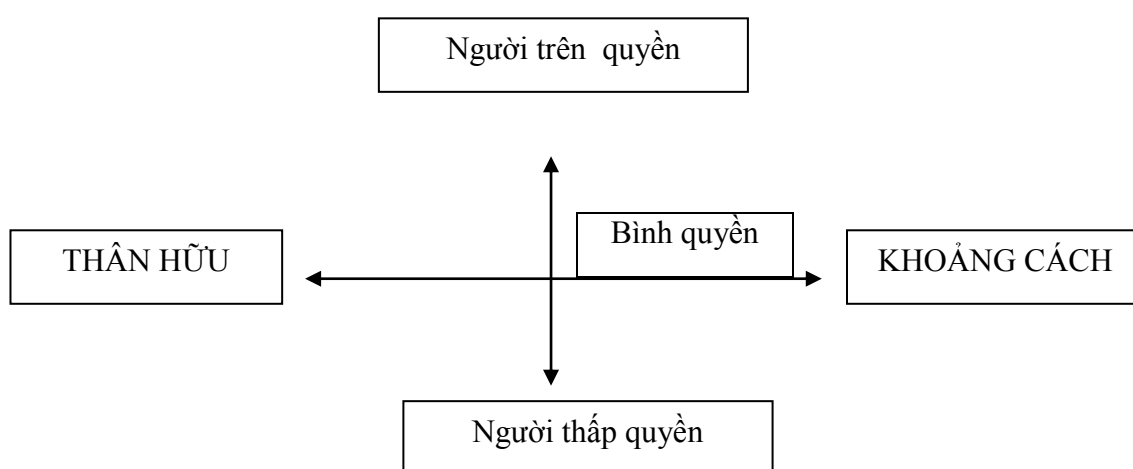 Người trên quyền
Bình quyền
THÂN HỮU
KHOẢNG CÁCH
Người thấp quyền